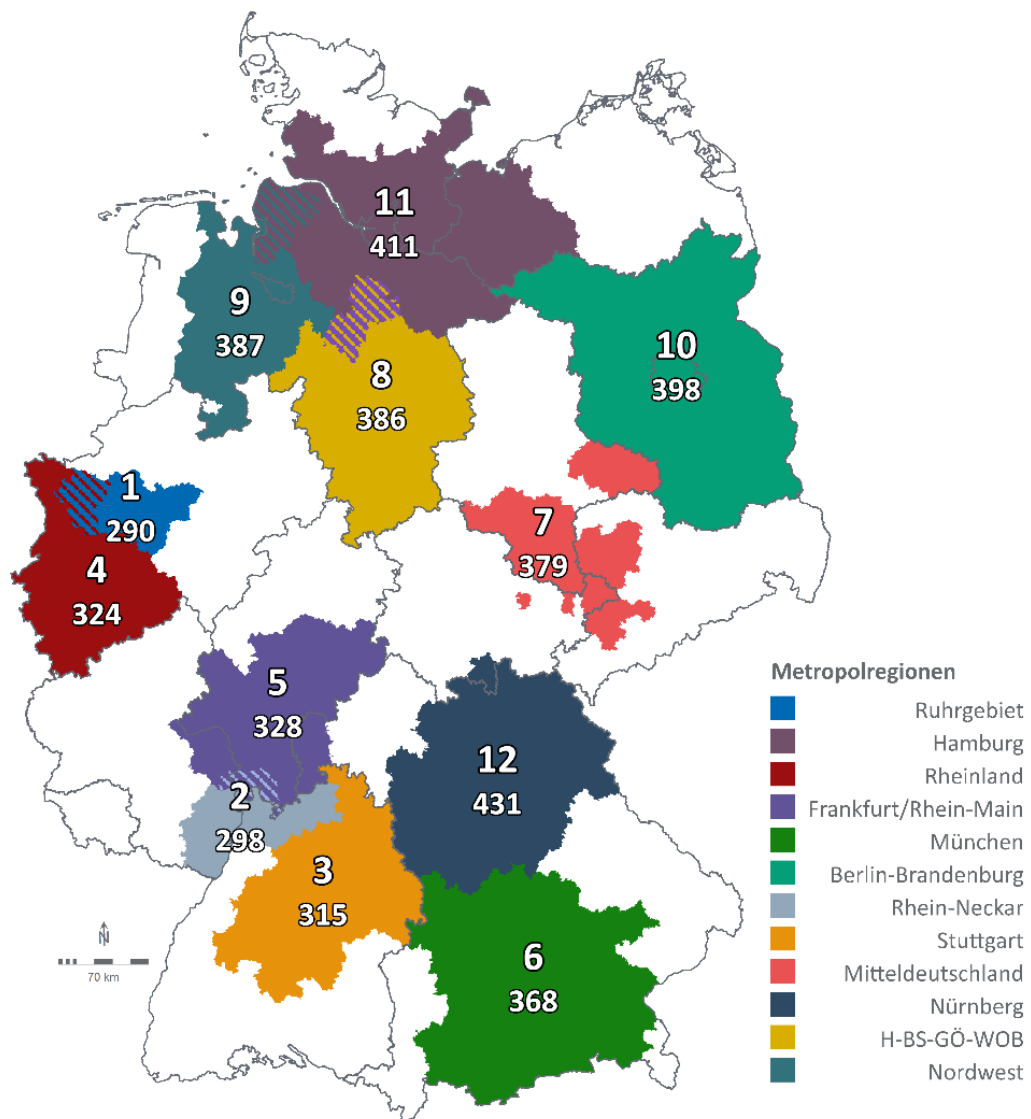 11
411
9
387
10
398
8
386
1
290
7
379
4
324
5
328
12
431
2
298
3
315
6
368
N
70 km
Metropolregionen
Ruhrgebiet
Hamburg
Rheinland
Frankfurt/Rhein-Main
München
Berlin-Brandenburg
Rhein-Neckar
Stuttgart
Mitteldeutschland
Nürnberg
H-BS-GÖ-WOB
Nordwest